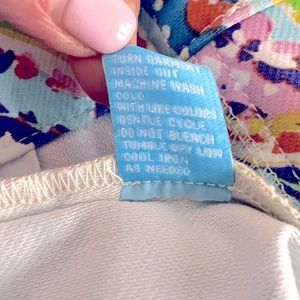 TURN GARMENT
INSIDE OUT
MACHINE WASH
COLD
WITH LIKE COLORS
GENTLE CYCLE
DO NOT BLEACH
TUMBLE DRY LOW
COOL IRON
AS NEEDED